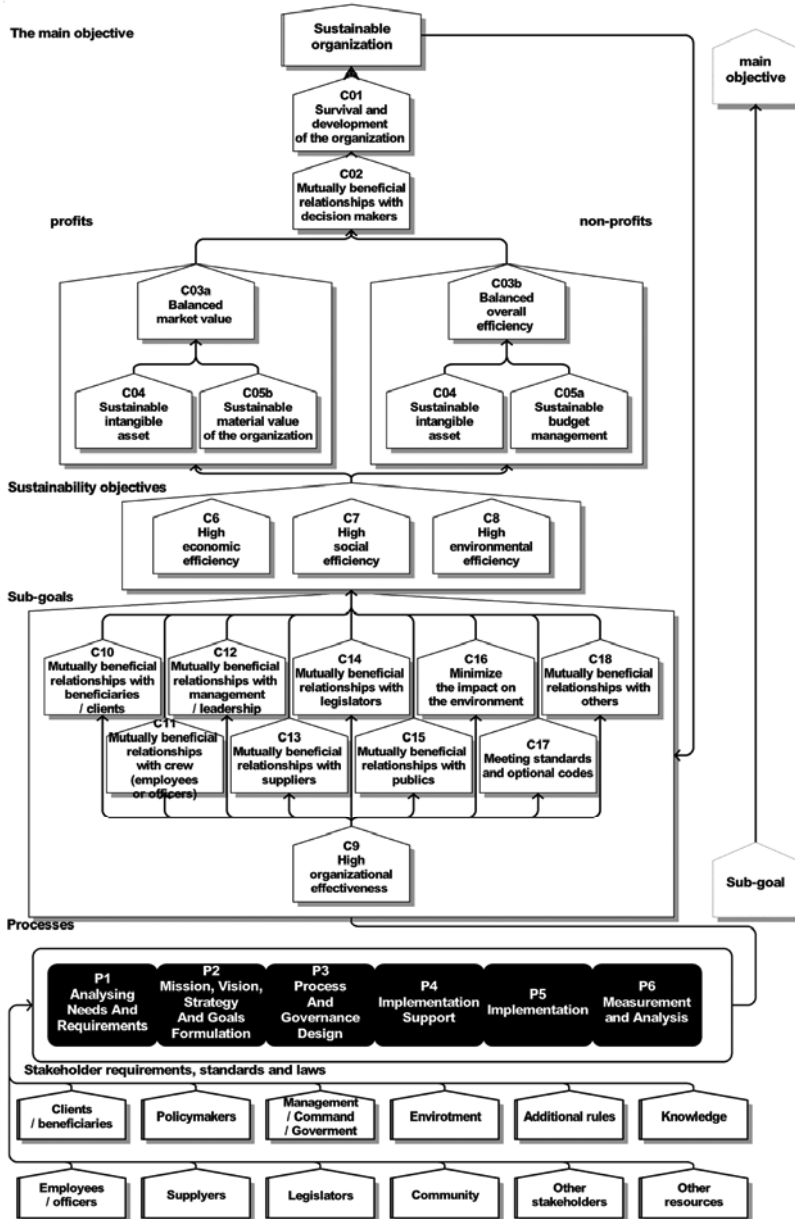 The main objective
Sustainable
organization
main
objective
C01
Survival and
development
of the organization
C02
Mutually beneficial
relationships with
decision makers
profits
non-profits
C03a
Balanced
market value
C03b
Balanced
overall
efficiency
C04
Sustainable
intangible
asset
C05b
Sustainable
material value
of the organization
C04
Sustainable
intangible
asset
C05a
Sustainable
budget
management
Sustainability objectives
C6
High
economic
efficiency
C7
High
social
efficiency
C8
High
environmental
efficiency
Sub-goals
C10
Mutually beneficial
relationships with
beneficiaries
/ clients
C12
Mutually beneficial
relationships with
management
/ leadership
C14
Mutually beneficial
relationships with
legislators
C16
Minimize
the impact on
the environment
C18
Mutually beneficial
relationships with
others
C11
Mutually beneficial
relationships
with crew
(employees
or officers)
C13
Mutually beneficial
relationships with
suppliers
C15
Mutually beneficial
relationships with
publics
C17
Meeting standards
and optional codes
C9
High
organizational
effectiveness
Sub-goal
Processes
P1
Analysing
Needs And
Requirements
P2
Mission, Vision,
Strategy
And Goals
Formulation
P3
Process
And
Governance
Design
P4
Implementation
Support
P5
Implementation
P6
Measurement
and Analysis
Stakeholder requirements, standards and laws
Clients
/ beneficiaries
Policymakers
Management
/ Command
/ Goverment
Envirotment
Additional rules
Knowledge
Employees
/ officers
Supplyers
Legislators
Community
Other
stakeholders
Other
resources